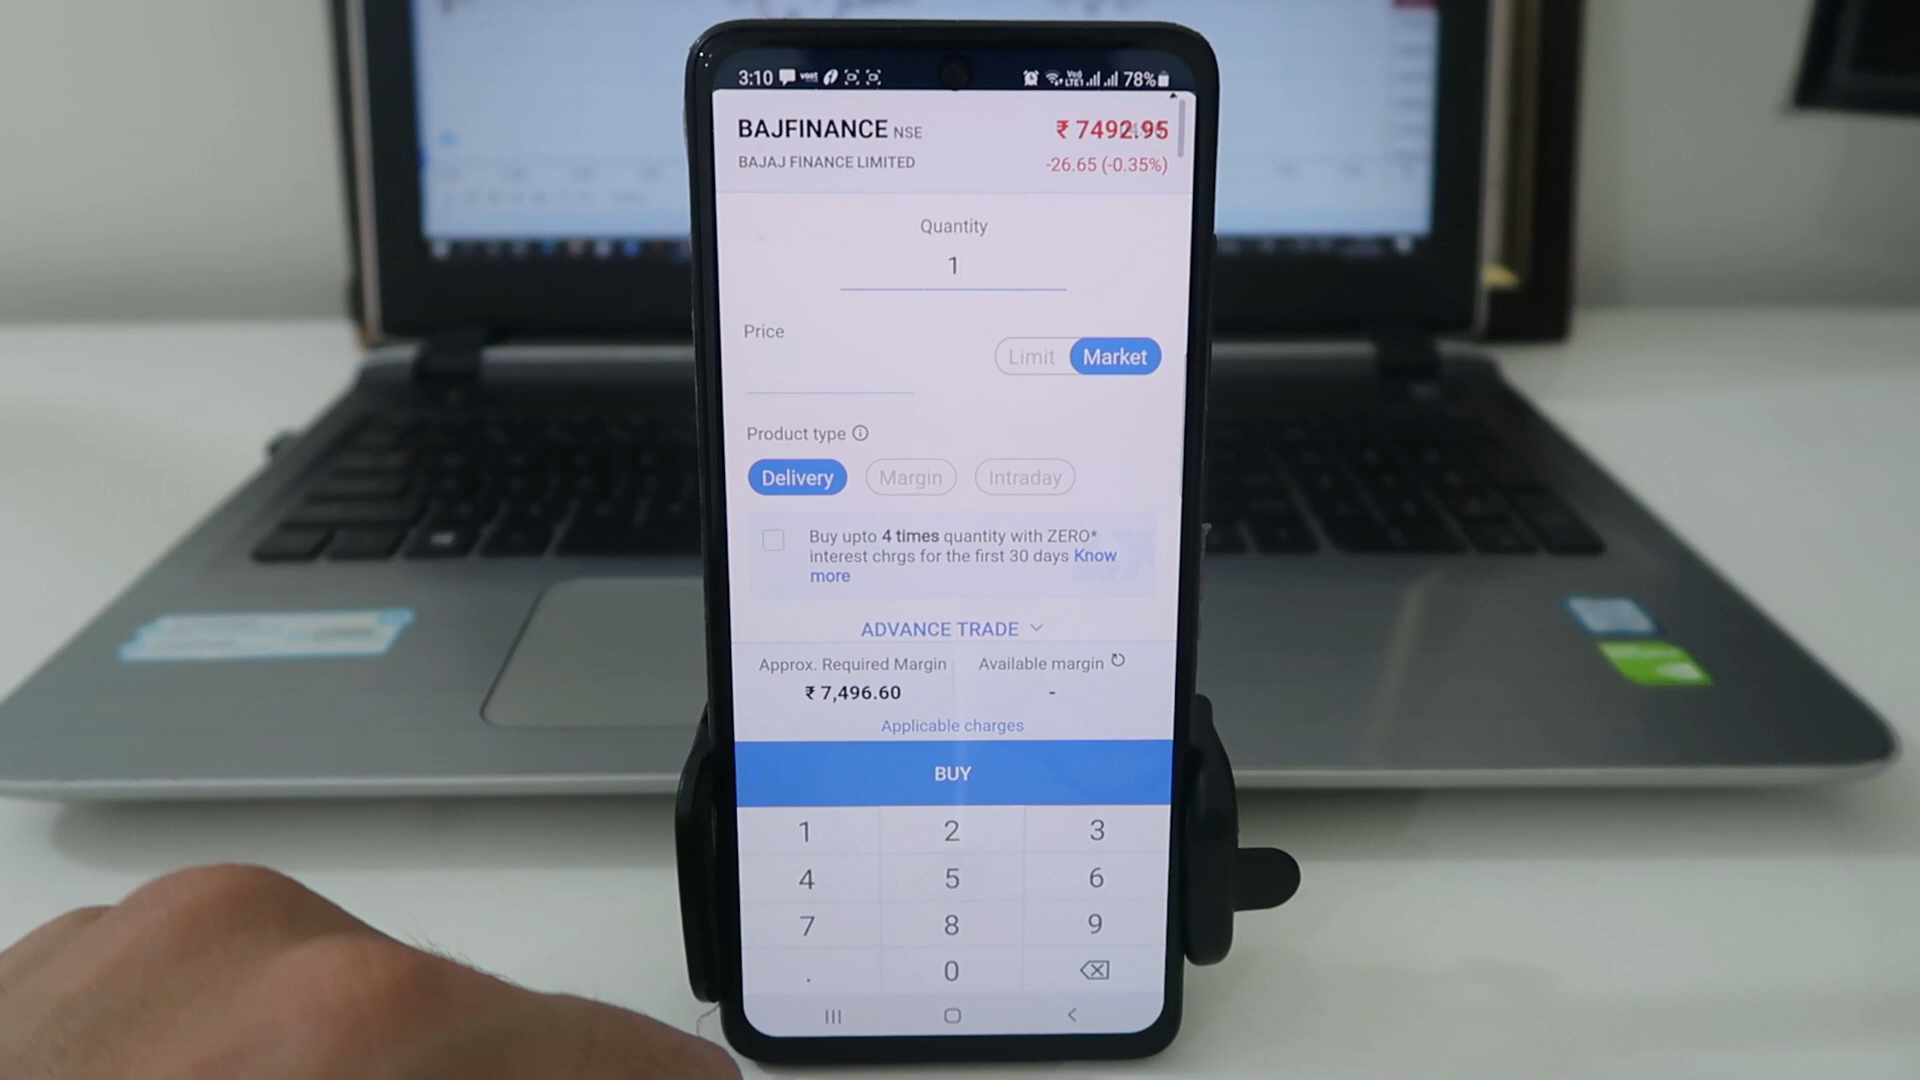 3:10 78%
BAJFINANCE NSE
₹ 7492.95
BAJAJ FINANCE LIMITED
-26.65 (-0.35%)
Quantity
1
Price
Limit Market
Product type
Delivery Margin Intraday
Buy upto 4 times quantity with ZERO*
interest chrgs for the first 30 days Know
more
ADVANCE TRADE
Approx. Required Margin Available margin
₹ 7,496.60 -
Applicable charges
BUY
1 2 3
4 5 6
7 8 9
. 0